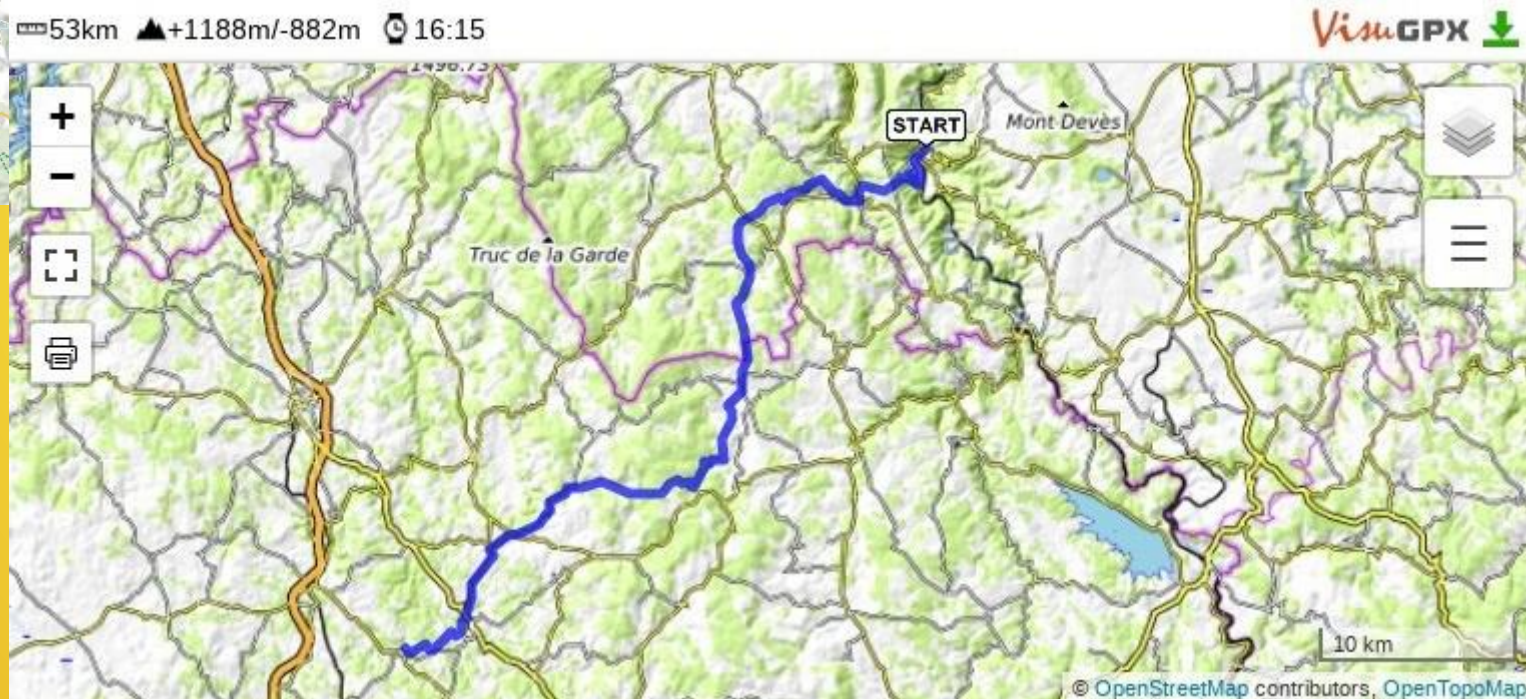 53km +1188m/-882m 16:15
VisuGPX
1496.73
+
START
Mont Devès
−
Truc de la Garde
10 km
© OpenStreetMap contributors, OpenTopoMap